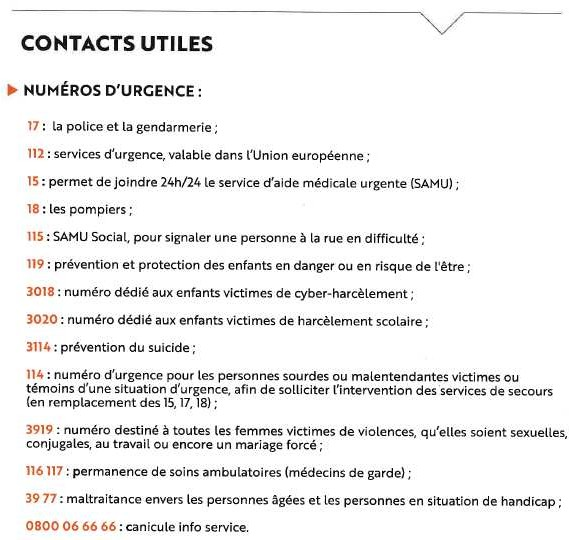 CONTACTS UTILES
NUMÉROS D'URGENCE :
17 : la police et la gendarmerie ;
112 : services d'urgence, valable dans l'Union européenne ;
15 : permet de joindre 24h/24 le service d'aide médicale urgente (SAMU) ;
18 : les pompiers ;
115 : SAMU Social, pour signaler une personne à la rue en difficulté ;
119 : prévention et protection des enfants en danger ou en risque de l'être ;
3018 : numéro dédié aux enfants victimes de cyber-harcèlement ;
3020 : numéro dédié aux enfants victimes de harcèlement scolaire ;
3114 : prévention du suicide ;
114 : numéro d'urgence pour les personnes sourdes ou malentendantes victimes ou
témoins d'une situation d'urgence, afin de solliciter l'intervention des services de secours
(en remplacement des 15, 17, 18) ;
3919 : numéro destiné à toutes les femmes victimes de violences, qu'elles soient sexuelles,
conjugales, au travail ou encore un mariage forcé ;
116 117 : permanence de soins ambulatoires (médecins de garde) ;
39 77 : maltraitance envers les personnes âgées et les personnes en situation de handicap ;
0800 06 66 66 : canicule info service.